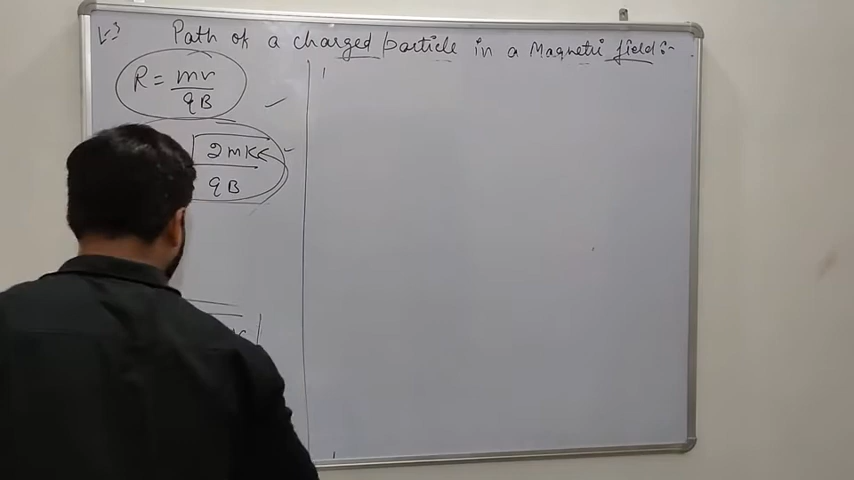 Path of a charged particle in a Magnetic field :-
R = mv
qB
2mK
qB